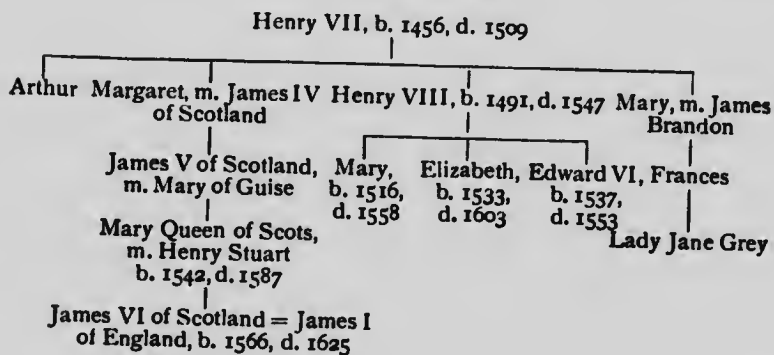 Henry VII, b. 1456, d. 1509
Arthur Margaret, m. James IV Henry VIII, b. 1491, d. 1547 Mary, m. James
of Scotland Brandon
James V of Scotland, Mary, Elizabeth, Edward VI, Frances
m. Mary of Guise b. 1516, b. 1533, b. 1537,
d. 1558 d. 1603 d. 1553
Mary Queen of Scots, Lady Jane Grey
m. Henry Stuart
b. 1542, d. 1587
James VI of Scotland = James I
of England, b. 1566, d. 1625